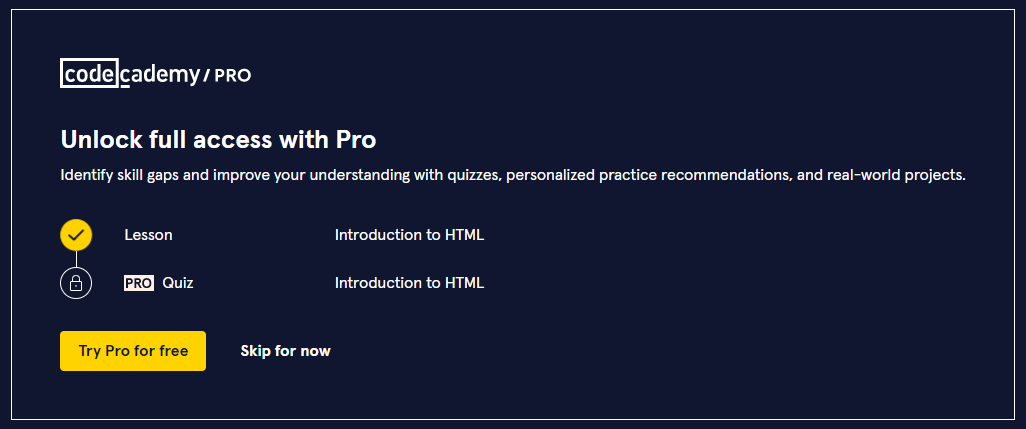 codecademy/PRO
Unlock full access with Pro
Identify skill gaps and improve your understanding with quizzes, personalized practice recommendations, and real-world projects.
Lesson Introduction to HTML
PRO Quiz Introduction to HTML
Try Pro for free Skip for now